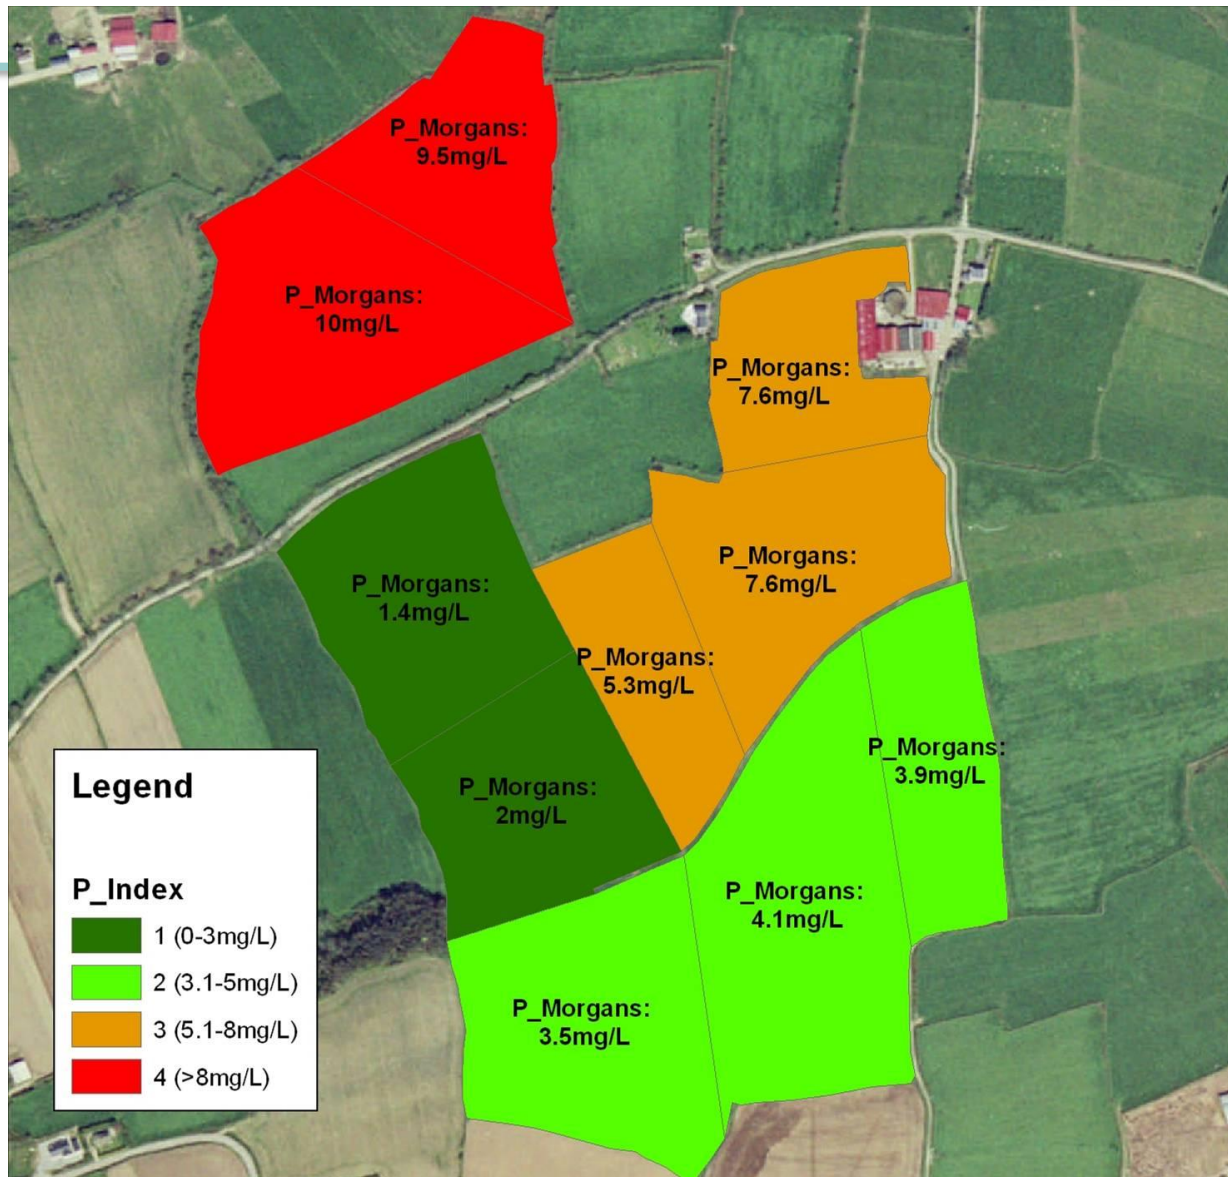 P_Morgans:
9.5mg/L
P_Morgans:
10mg/L
P_Morgans:
7.6mg/L
P_Morgans:
7.6mg/L
P_Morgans:
1.4mg/L
P_Morgans:
5.3mg/L
P_Morgans:
3.9mg/L
P_Morgans:
2mg/L
P_Morgans:
4.1mg/L
P_Morgans:
3.5mg/L
Legend
P_Index
1 (0-3mg/L)
2 (3.1-5mg/L)
3 (5.1-8mg/L)
4 (>8mg/L)